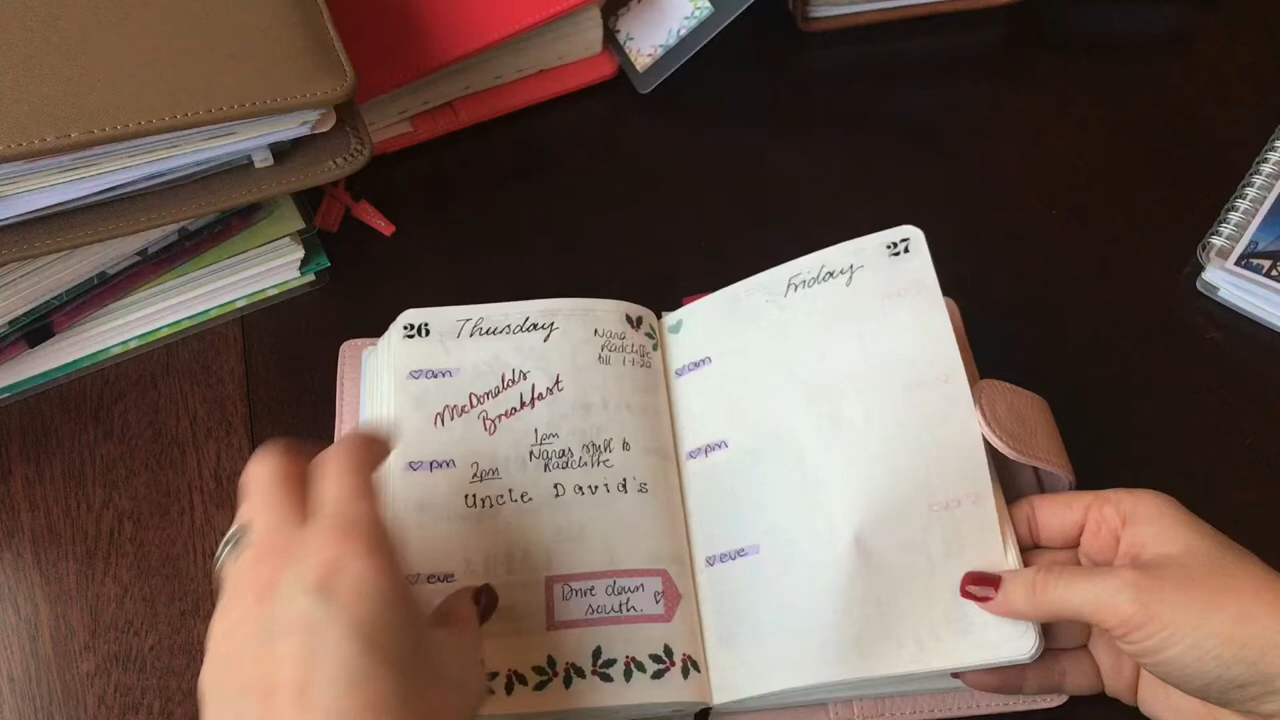 26 Thursday
Nana
Radcliffe
till 1-1-20
♡am
McDonalds
Breakfast
♡pm
1pm
Nanas stuff to
Radcliffe
2pm
Uncle David's
♡eve
Drive down
south. ♡
27
Friday
♡am
♡pm
♡eve